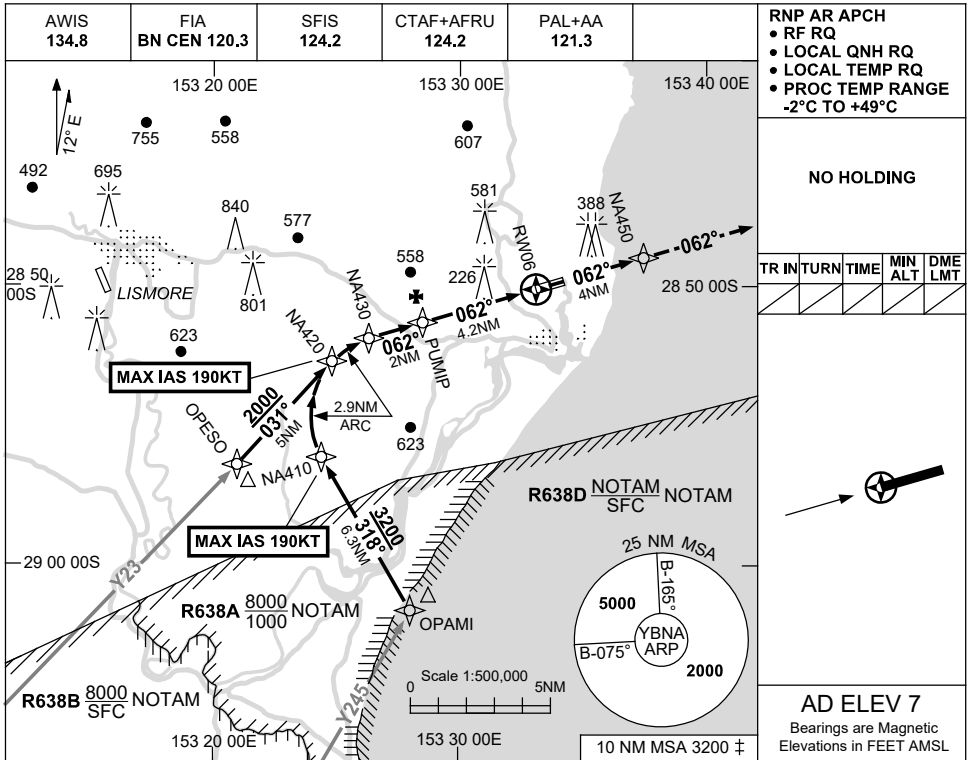 AWIS
134.8
FIA
BN CEN 120.3
SFIS
124.2
CTAF+AFRU
124.2
PAL+AA
121.3
RNP AR APCH
• RF RQ
• LOCAL QNH RQ
• LOCAL TEMP RQ
• PROC TEMP RANGE
-2°C TO +49°C
NO HOLDING
TR IN
TURN
TIME
MIN ALT
DME LMT
153 20 00E
153 30 00E
153 40 00E
12° E
755
558
607
492
695
840
577
581
388
NA450
062°
RW06
558
226
062°
4NM
28 50 00S
28 50 00S
LISMORE
801
NA430
062°
4.2NM
NA420
062°
2NM
PUMIP
623
MAX IAS 190KT
2000
031°
5NM
2.9NM
ARC
OPESO
NA410
623
R638D NOTAM
SFC NOTAM
MAX IAS 190KT
3200
318°
6.3NM
25 NM MSA
29 00 00S
Y23
B-165°
5000
R638A 8000
1000 NOTAM
OPAMI
YBNA
ARP
B-075°
2000
Scale 1:500,000
0
5NM
R638B 8000
SFC NOTAM
Y245
153 20 00E
153 30 00E
10 NM MSA 3200 ‡
AD ELEV 7
Bearings are Magnetic
Elevations in FEET AMSL